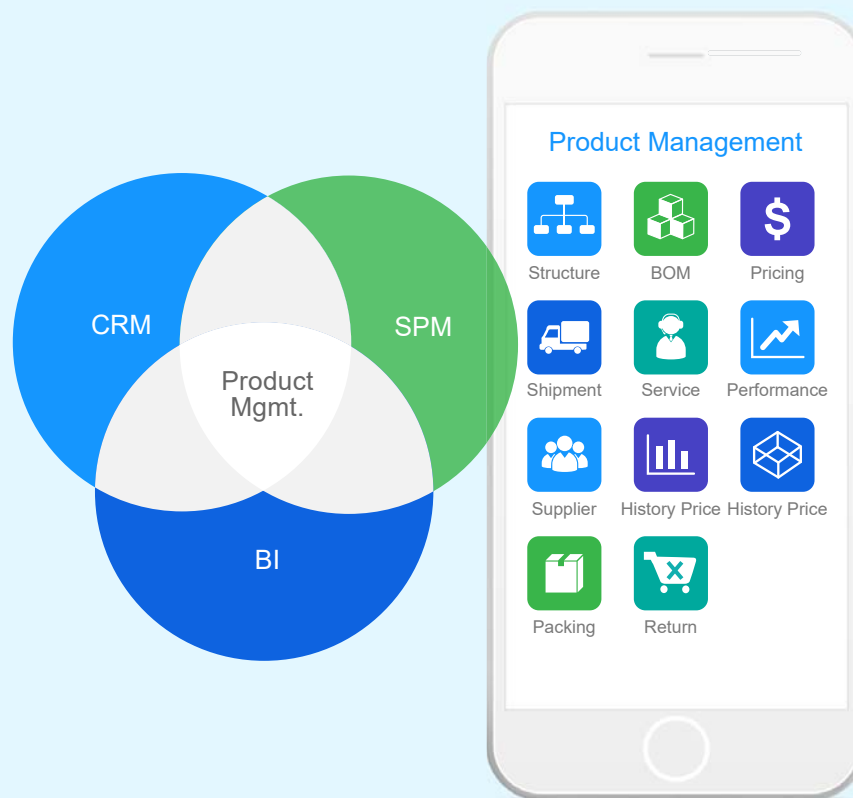 CRM
SPM
Product
Mgmt.
BI
Product Management
Structure
BOM
$
Pricing
Shipment
Service
Performance
Supplier
History Price
History Price
Packing
X
Return